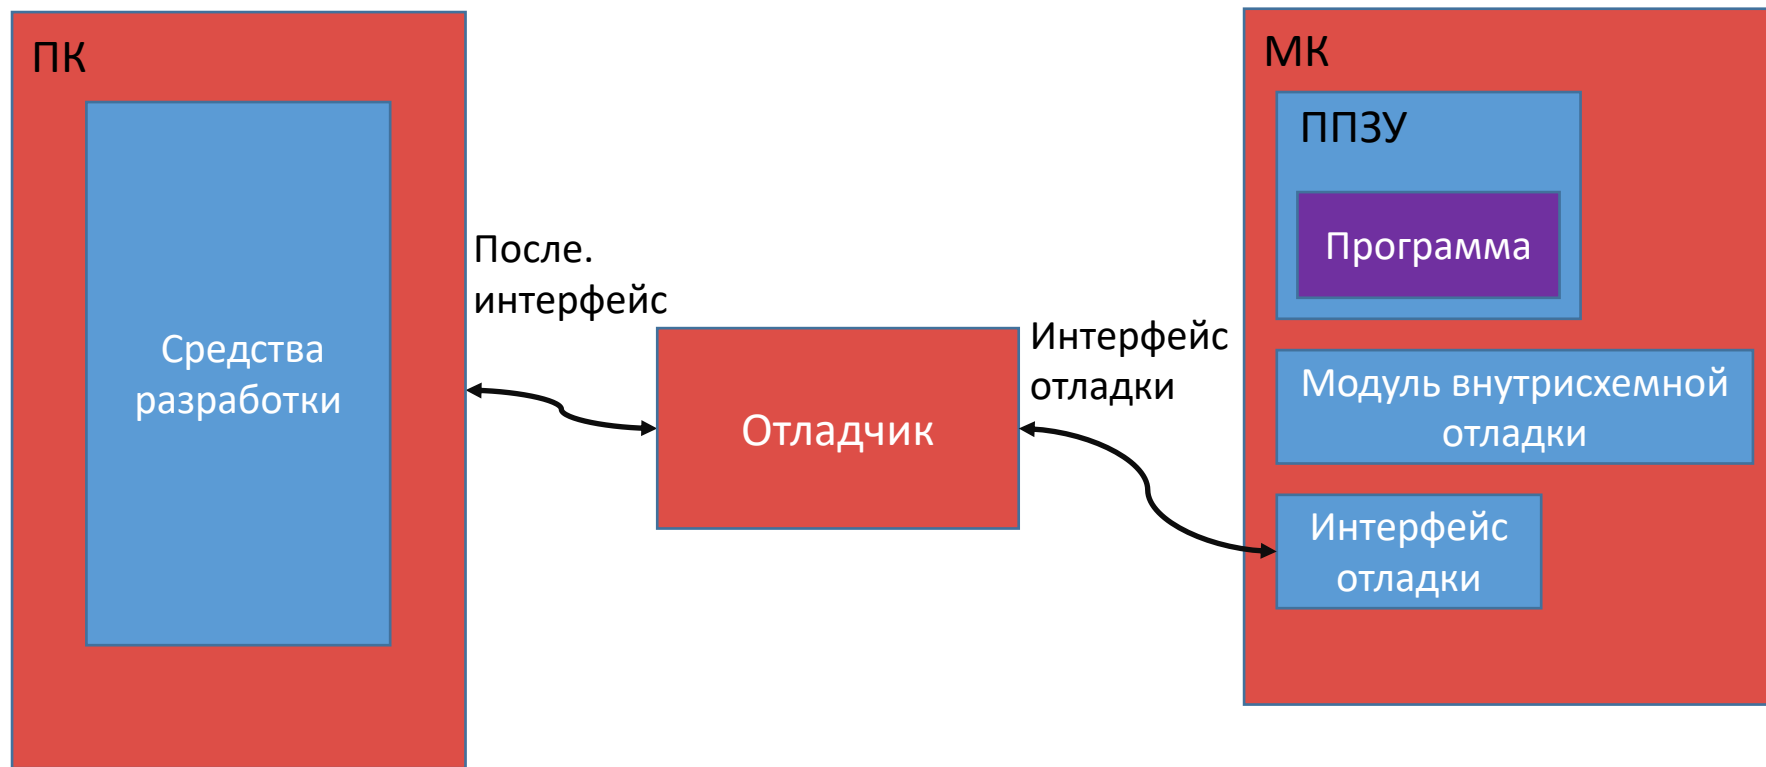 ПК
Средства
разработки
После.
интерфейс
Отладчик
Интерфейс
отладки
МК
ППЗУ
Программа
Модуль внутрисхемной
отладки
Интерфейс
отладки